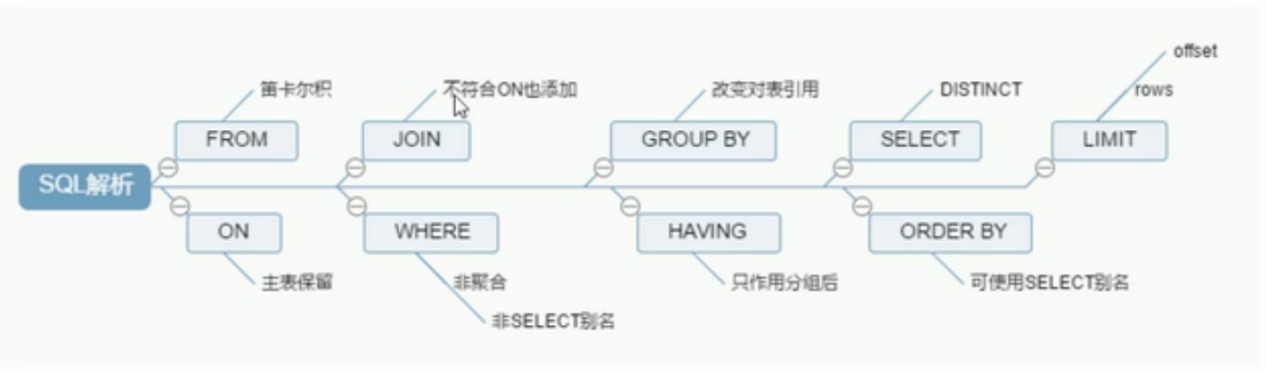 offset
笛卡尔积
不符合ON也添加
改变对表引用
DISTINCT
rows
FROM
JOIN
GROUP BY
SELECT
LIMIT
SQL解析
ON
WHERE
HAVING
ORDER BY
主表保留
非聚合
只作用分组后
可使用SELECT别名
非SELECT别名